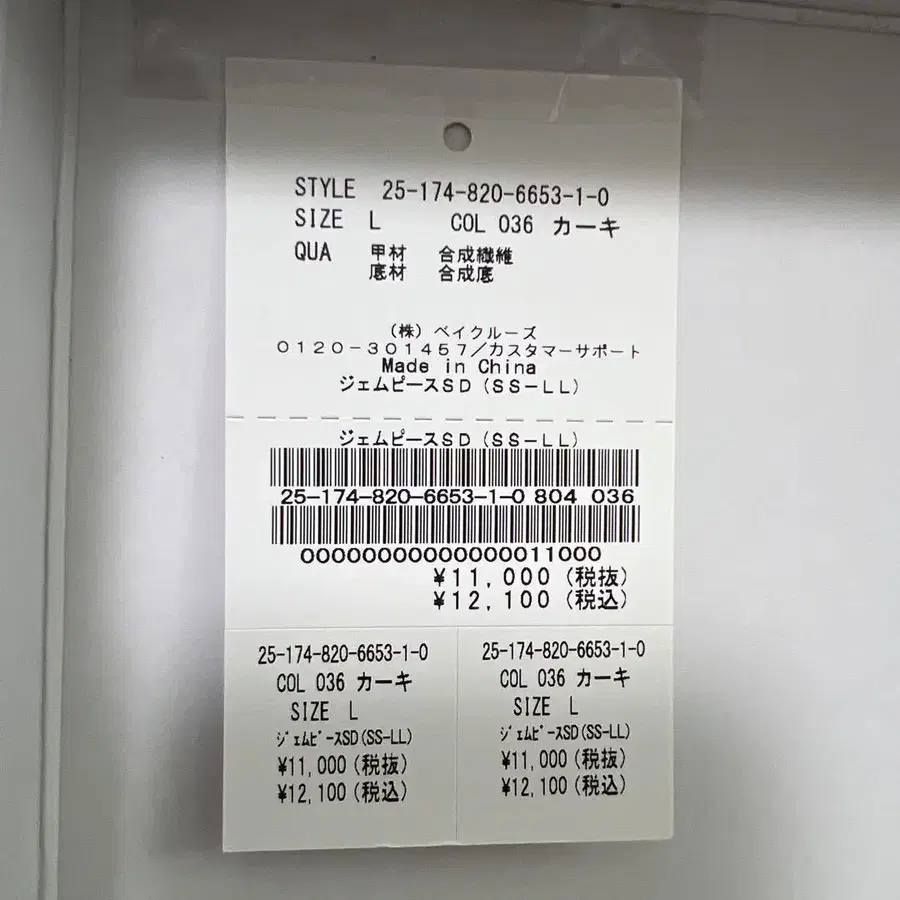 STYLE 25-174-820-6653-1-0
SIZE L COL 036 カーキ
QUA 甲材 合成繊維
底材 合成底
（株）ベイクルーズ
０１２０－３０１４５７／カスタマーサポート
Made in China
ジェムピースＳＤ（ＳＳ－ＬＬ）
ジェムピースＳＤ（ＳＳ－ＬＬ）
25-174-820-6653-1-0 804 036
00000000000000011000
¥11,000（税抜）
¥12,100（税込）
25-174-820-6653-1-0
COL 036 カーキ
SIZE L
ｼﾞｪﾑﾋﾟｰｽSD(SS-LL)
¥11,000(税抜)
¥12,100(税込)
25-174-820-6653-1-0
COL 036 カーキ
SIZE L
ｼﾞｪﾑﾋﾟｰｽSD(SS-LL)
¥11,000(税抜)
¥12,100(税込)